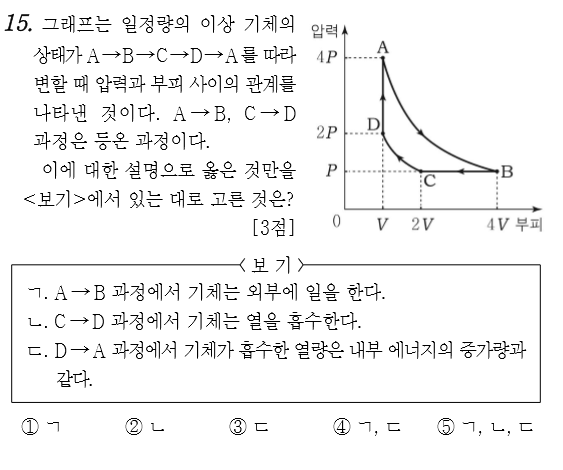 15. 그래프는 일정량의 이상 기체의
상태가 A→B→C→D→A를 따라
변할 때 압력과 부피 사이의 관계를
나타낸 것이다. A→B, C→D
과정은 등온 과정이다.
이에 대한 설명으로 옳은 것만을
<보기>에서 있는 대로 고른 것은?
[3점]
압력
4P
A
2P
D
P
C
B
0
V
2V
4V 부피
<보 기>
ㄱ. A→B 과정에서 기체는 외부에 일을 한다.
ㄴ. C→D 과정에서 기체는 열을 흡수한다.
ㄷ. D→A 과정에서 기체가 흡수한 열량은 내부 에너지의 증가량과
같다.
① ㄱ ② ㄴ ③ ㄷ ④ ㄱ, ㄷ ⑤ ㄱ, ㄴ, ㄷ